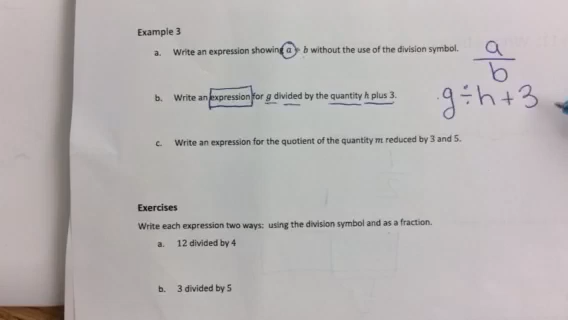 Example 3
a. Write an expression showing a ÷ b without the use of the division symbol.
a
b
b. Write an expression for g divided by the quantity h plus 3.
g ÷ h + 3
c. Write an expression for the quotient of the quantity m reduced by 3 and 5.
Exercises
Write each expression two ways: using the division symbol and as a fraction.
a. 12 divided by 4
b. 3 divided by 5